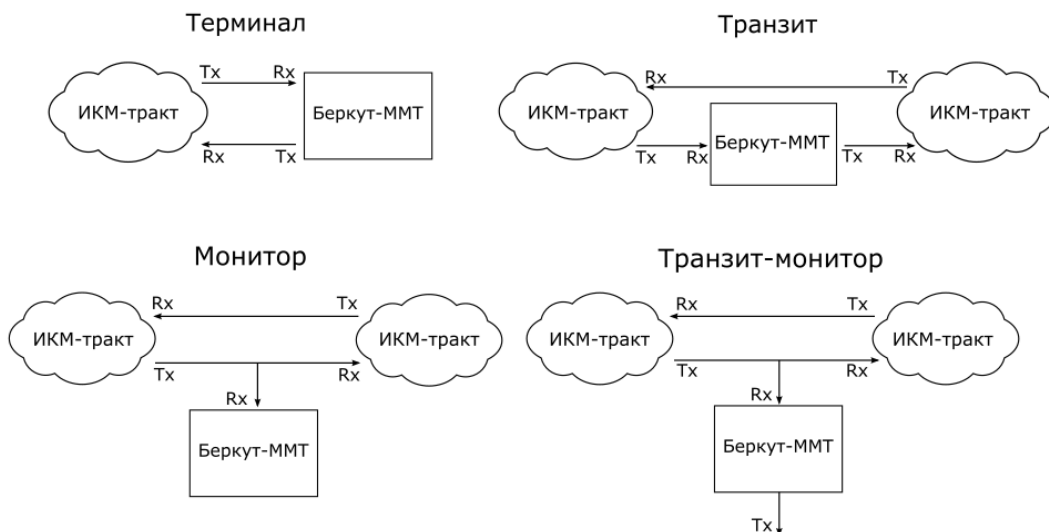 Терминал
Tx Rx
ИКМ-тракт
Беркут-ММТ
Rx Tx
Транзит
Rx Tx
ИКМ-тракт
Беркут-ММТ
ИКМ-тракт
Tx Rx Tx Rx
Монитор
Rx Tx
ИКМ-тракт
ИКМ-тракт
Tx Rx
Rx
Беркут-ММТ
Транзит-монитор
Rx Tx
ИКМ-тракт
ИКМ-тракт
Tx Rx
Rx
Беркут-ММТ
Tx